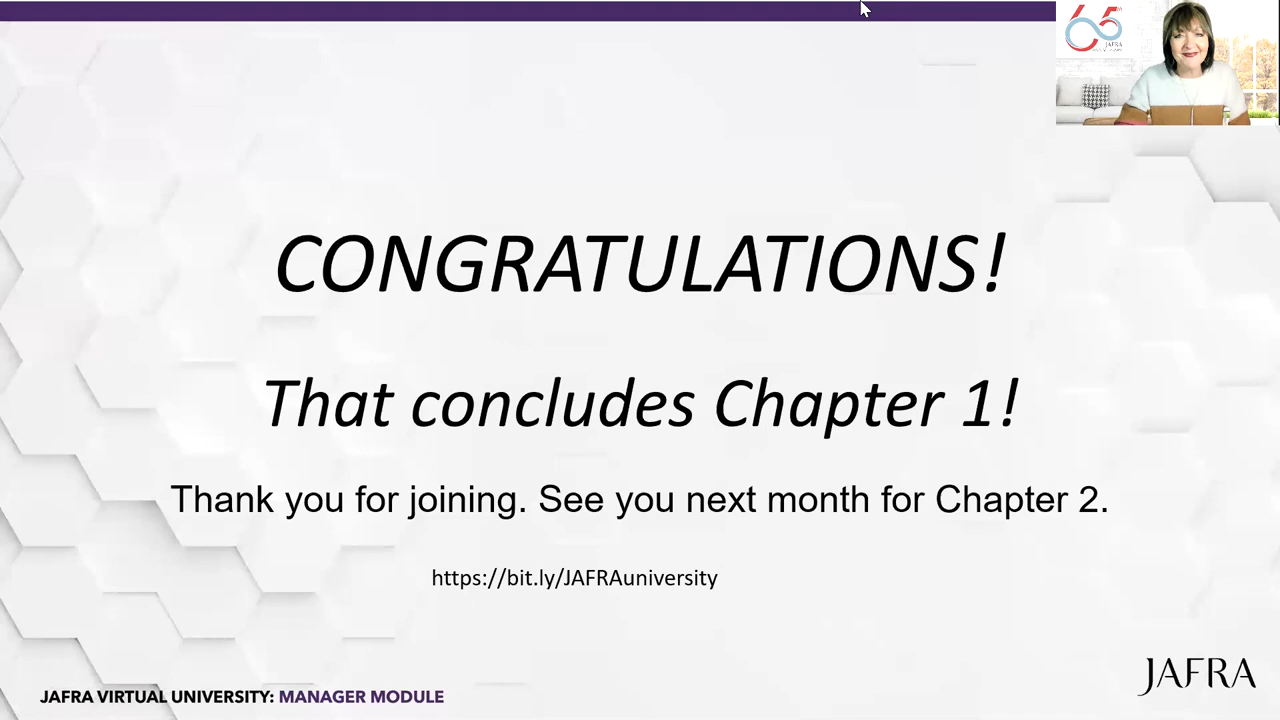 65
JAFRA
CONGRATULATIONS!
That concludes Chapter 1!
Thank you for joining. See you next month for Chapter 2.
https://bit.ly/JAFRAuniversity
JAFRA VIRTUAL UNIVERSITY: MANAGER MODULE
JAFRA